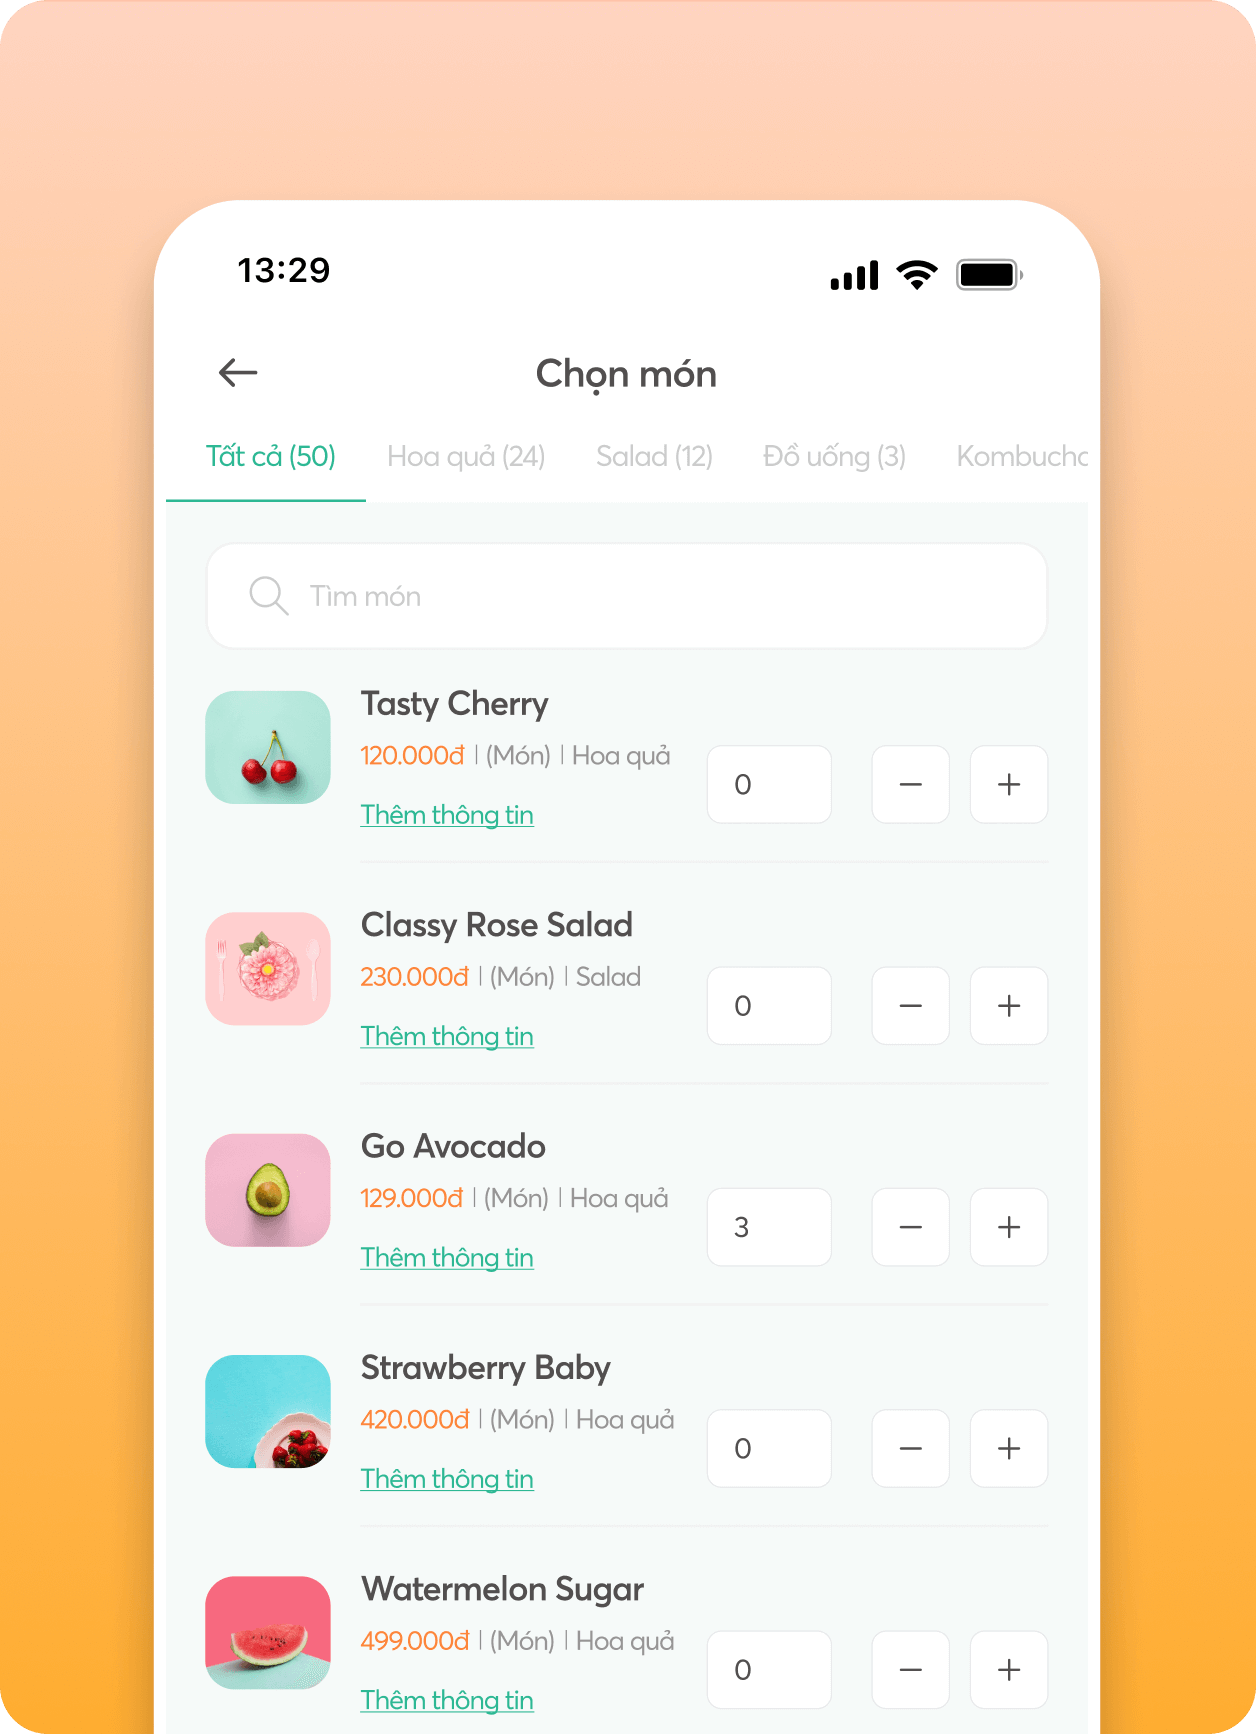 13:29
Chọn món
Tất cả (50) Hoa quả (24) Salad (12) Đồ uống (3)
Tìm món
Tasty Cherry
120.000đ | (Món) | Hoa quả
0 − +
Thêm thông tin
Classy Rose Salad
230.000đ | (Món) | Salad
0 − +
Thêm thông tin
Go Avocado
129.000đ | (Món) | Hoa quả
3 − +
Thêm thông tin
Strawberry Baby
420.000đ | (Món) | Hoa quả
0 − +
Thêm thông tin
Watermelon Sugar
499.000đ | (Món) | Hoa quả
0 − +
Thêm thông tin